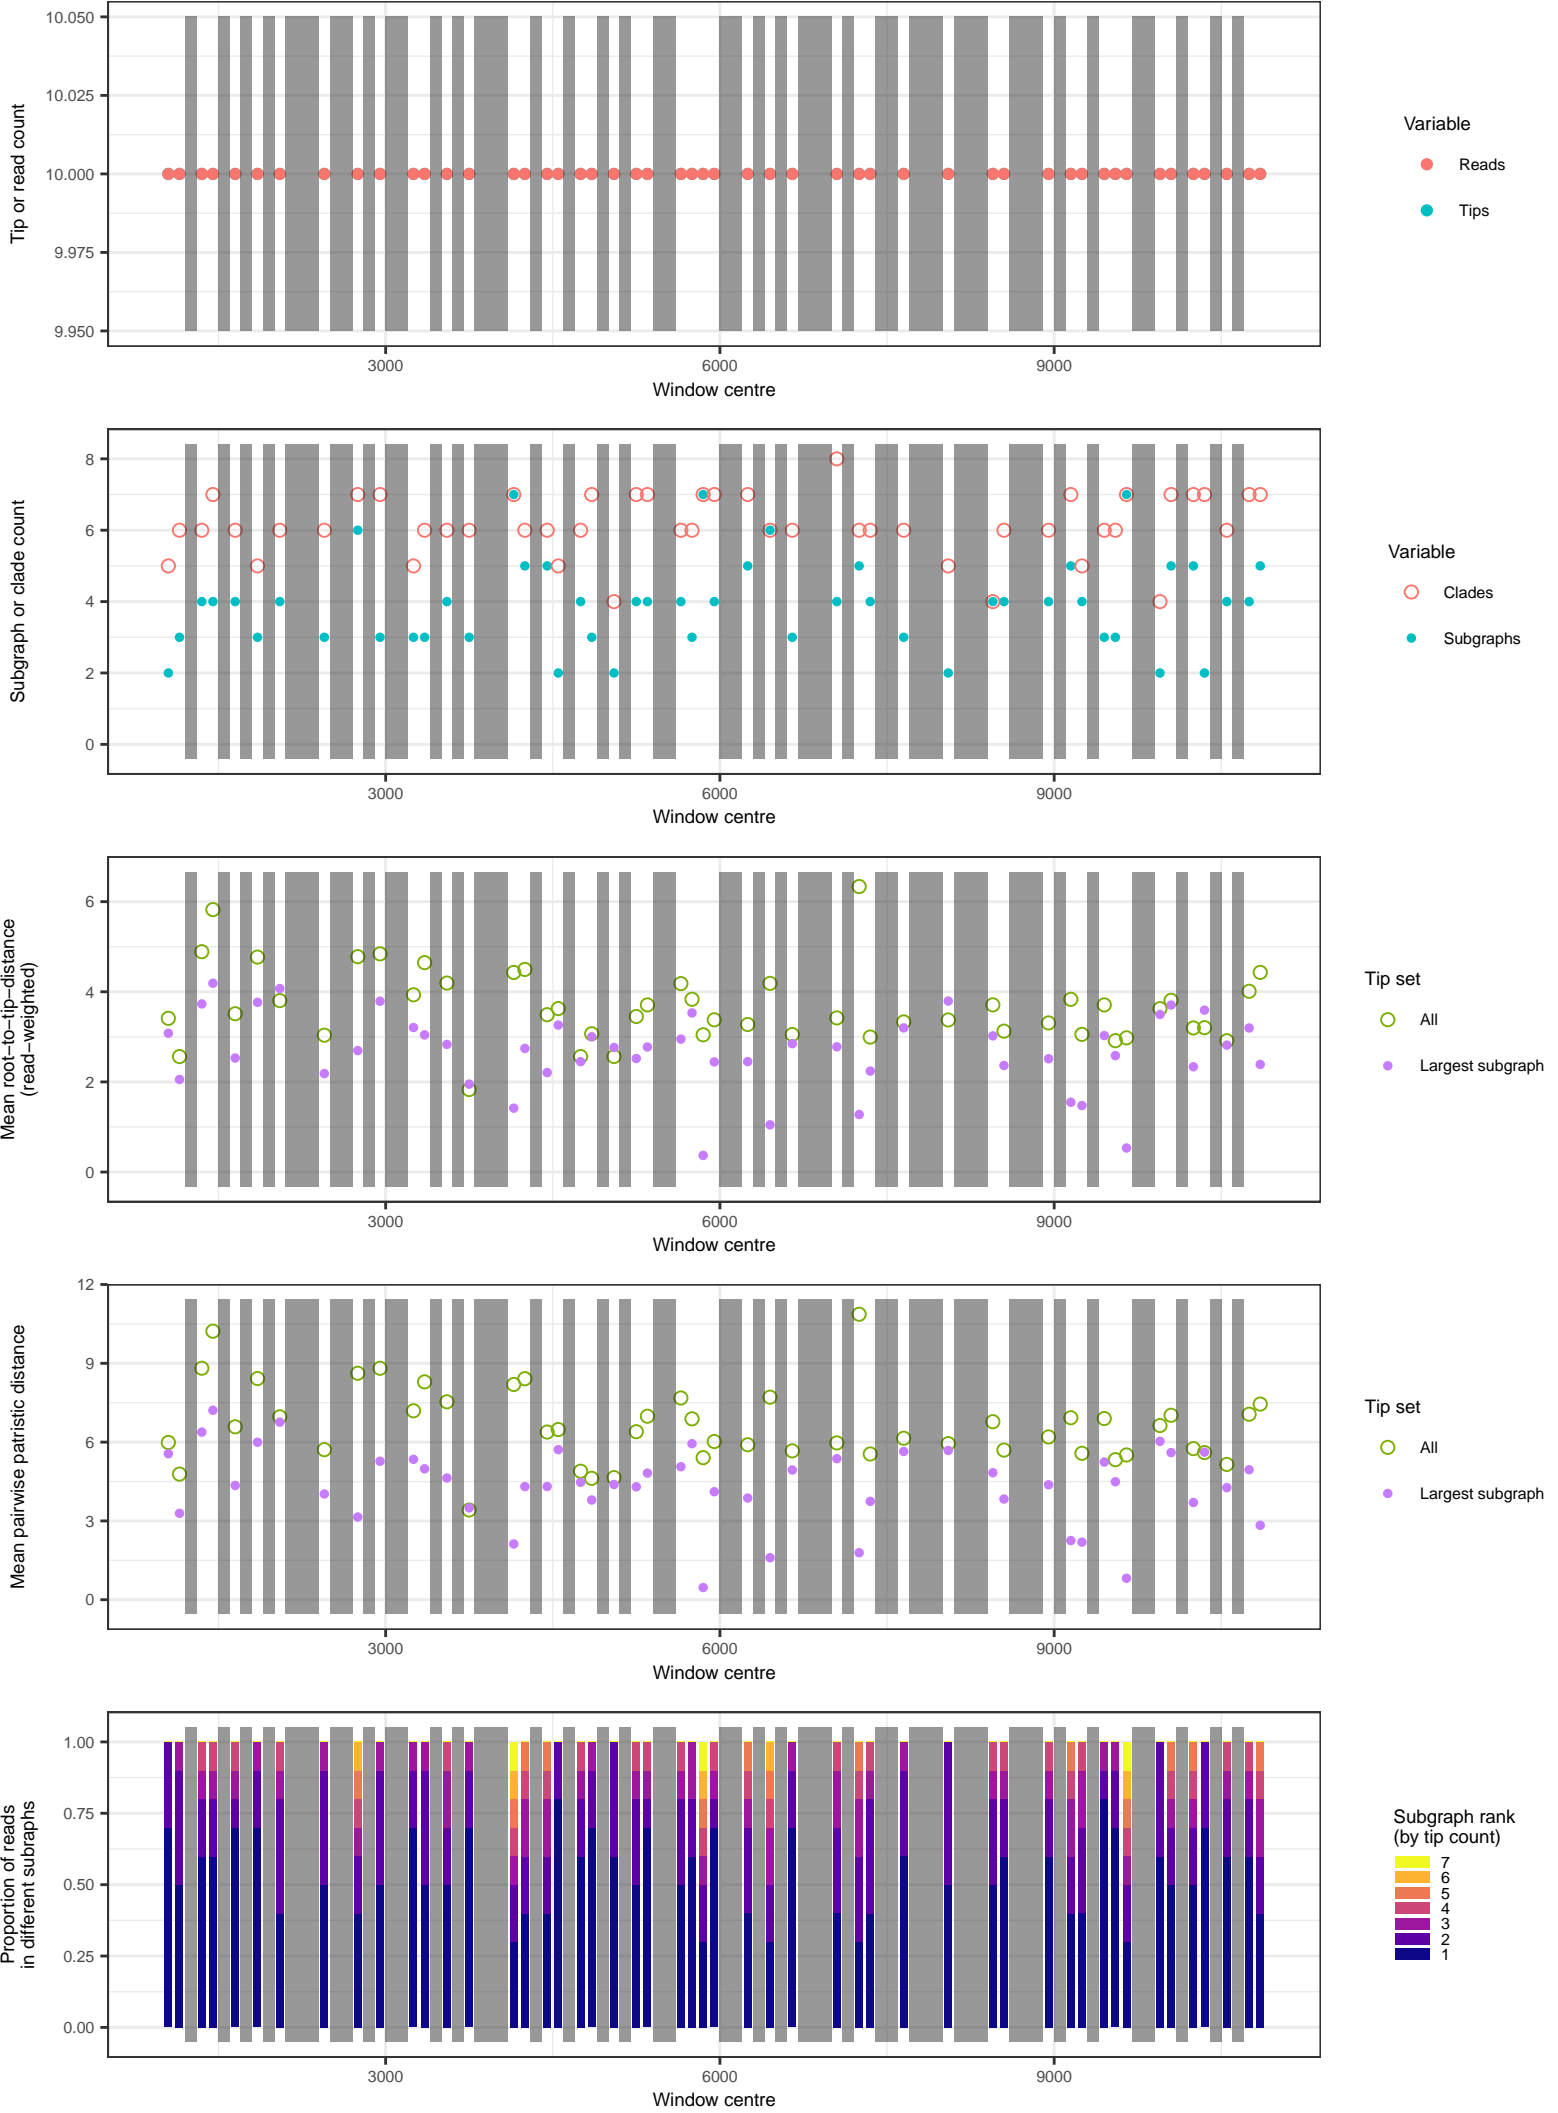 10.050
10.025
10.000
9.975
9.950
Tip or read count
3000
6000
9000
Window centre
Variable
Reads
Tips
8
6
4
2
0
Subgraph or clade count
3000
6000
9000
Window centre
Variable
Clades
Subgraphs
6
4
2
0
Mean root−to−tip−distance
(read−weighted)
3000
6000
9000
Window centre
Tip set
All
Largest subgraph
12
9
6
3
0
Mean pairwise patristic distance
3000
6000
9000
Window centre
Tip set
All
Largest subgraph
1.00
0.75
0.50
0.25
0.00
Proportion of reads
in different subraphs
3000
6000
9000
Window centre
Subgraph rank
(by tip count)
7
6
5
4
3
2
1